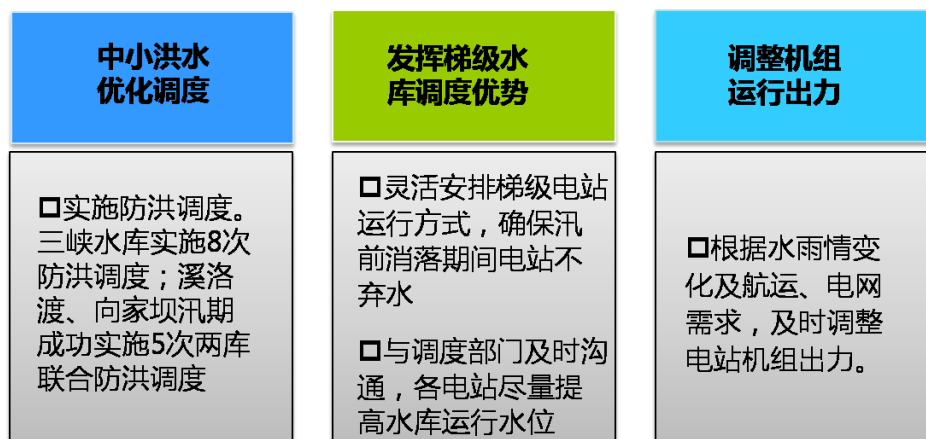 中小洪水
优化调度
□实施防洪调度。
三峡水库实施8次
防洪调度；溪洛
渡、向家坝汛期
成功实施5次两库
联合防洪调度
发挥梯级水
库调度优势
□灵活安排梯级电站
运行方式，确保汛
前消落期间电站不
弃水
□与调度部门及时沟
通，各电站尽量提
高水库运行水位
调整机组
运行出力
□根据水雨情变
化及航运、电网
需求，及时调整
电站机组出力。